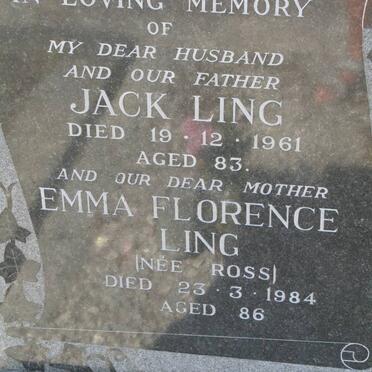 IN LOVING MEMORY
OF
MY DEAR HUSBAND
AND OUR FATHER
JACK LING
DIED 19·12·1961
AGED 83.
AND OUR DEAR MOTHER
EMMA FLORENCE
LING
(NÉE ROSS)
DIED 23·3·1984
AGED 86